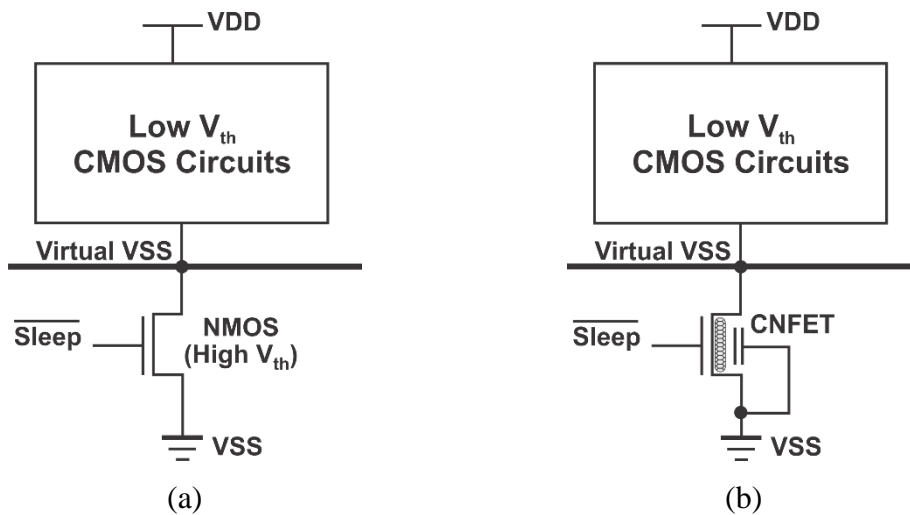 VDD
Low Vth
CMOS Circuits
Virtual VSS
Sleep
NMOS
(High Vth)
VSS
(a)
VDD
Low Vth
CMOS Circuits
Virtual VSS
Sleep
CNFET
VSS
(b)